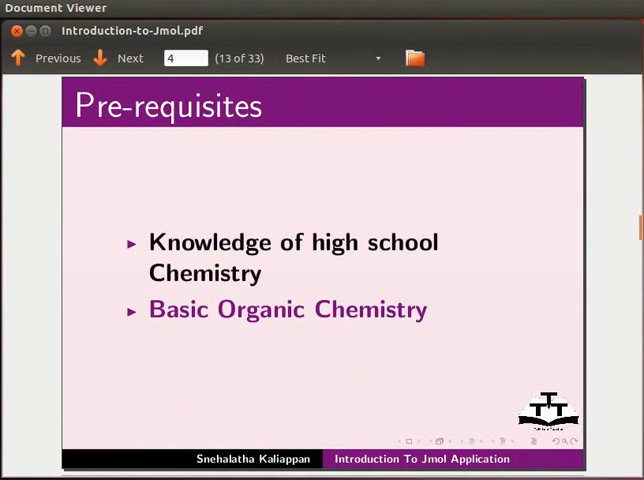 Document Viewer
Introduction-to-Jmol.pdf
Previous Next 4 (13 of 33) Best Fit
Pre-requisites
Knowledge of high school
Chemistry
Basic Organic Chemistry
Snehalatha Kaliappan Introduction To Jmol Application